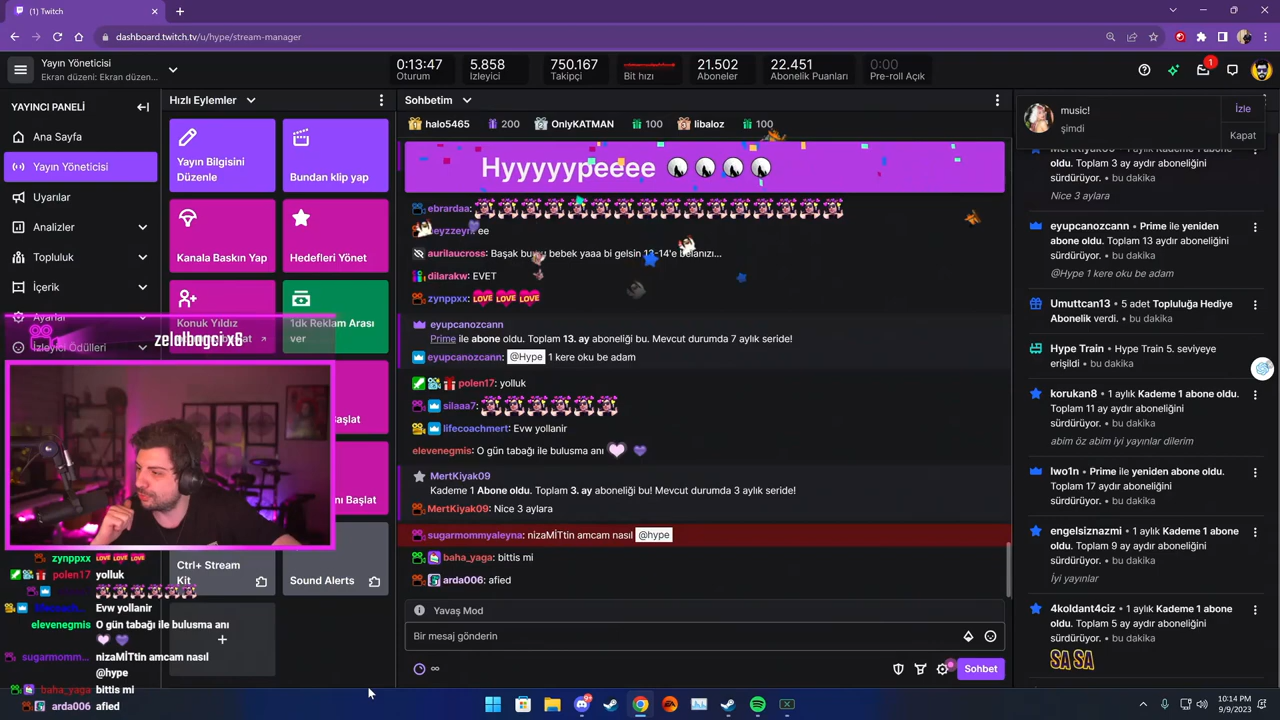 (1) Twitch
dashboard.twitch.tv/u/hype/stream-manager
Yayın Yöneticisi
Ekran düzeni: Ekran düzen...
0:13:47
Oturum
5.858
İzleyici
750.167
Takipçi
Bit hızı
21.502
Aboneler
22.451
Abonelik Puanları
0:00
Pre-roll Açık
1
YAYINCI PANELİ
Ana Sayfa
Yayın Yöneticisi
Uyarılar
Analizler
Topluluk
İçerik
Ayarlar
İzleyici Ödülleri
Hızlı Eylemler
Yayın Bilgisini
Düzenle
Bundan klip yap
Kanala Baskın Yap
Hedefleri Yönet
Konuk Yıldız
1dk Reklam Arası
ver
zelalbagci x6
Ctrl+ Stream
Kit
Sound Alerts
zynppxx LOVE LOVE LOVE
polen17 yolluk
Evw yollanir
elevenegmis O gün tabağı ile bulusma anı
sugarmomm... nizaMİTtin amcam nasıl
@hype
baha_yaga bittis mi
arda006 afied
Sohbetim
halo5465 200 OnlyKATMAN 100 libaloz 100
Hyyyyypeeee
ebrardaa:
aurilaucross: Başak burcu bebek yaaa bi gelsin 13-14'e belanızı...
dilarakw: EVET
zynppxx: LOVE LOVE LOVE
eyupcanozcann
Prime ile abone oldu. Toplam 13. ay aboneliği bu. Mevcut durumda 7 aylık seride!
eyupcanozcann: @Hype 1 kere oku be adam
polen17: yolluk
silaaa7:
lifecoachmert: Evw yollanir
elevenegmis: O gün tabağı ile bulusma anı
MertKiyak09
Kademe 1 Abone oldu. Toplam 3. ay aboneliği bu! Mevcut durumda 3 aylık seride!
MertKiyak09: Nice 3 aylara
sugarmommyaleyna: nizaMİTtin amcam nasıl @hype
baha_yaga: bittis mi
arda006: afied
Yavaş Mod
Bir mesaj gönderin
∞
Sohbet
music!
şimdi
İzle
Kapat
oldu. Toplam 3 ay aboneliğini
sürdürüyor. • bu dakika
Nice 3 aylara
eyupcanozcann • Prime ile yeniden
abone oldu. Toplam 13 aydır aboneliğini
sürdürüyor. • bu dakika
@Hype 1 kere oku be adam
Umuttcan13 • 5 adet Topluluğa Hediye
Abonelik verdi. • bu dakika
Hype Train • Hype Train 5. seviyeye
erişildi • bu dakika
korukan8 • 1 aylık Kademe 1 abone oldu.
Toplam 11 ay aydır aboneliğini
sürdürüyor. • bu dakika
abim öz abim iyi yayınlar dilerim
lwo1n • Prime ile yeniden abone oldu.
Toplam 17 aydır aboneliğini
sürdürüyor. • bu dakika
engelsiznazmi • 1 aylık Kademe 1 abone
oldu. Toplam 9 ay aydır aboneliğini
sürdürüyor. • bu dakika
İyi yayınlar
4koldant4ciz • 1 aylık Kademe 1 abone
oldu. Toplam 5 ay aydır aboneliğini
sürdürüyor. • bu dakika
SA SA
10:14 PM
9/9/2023